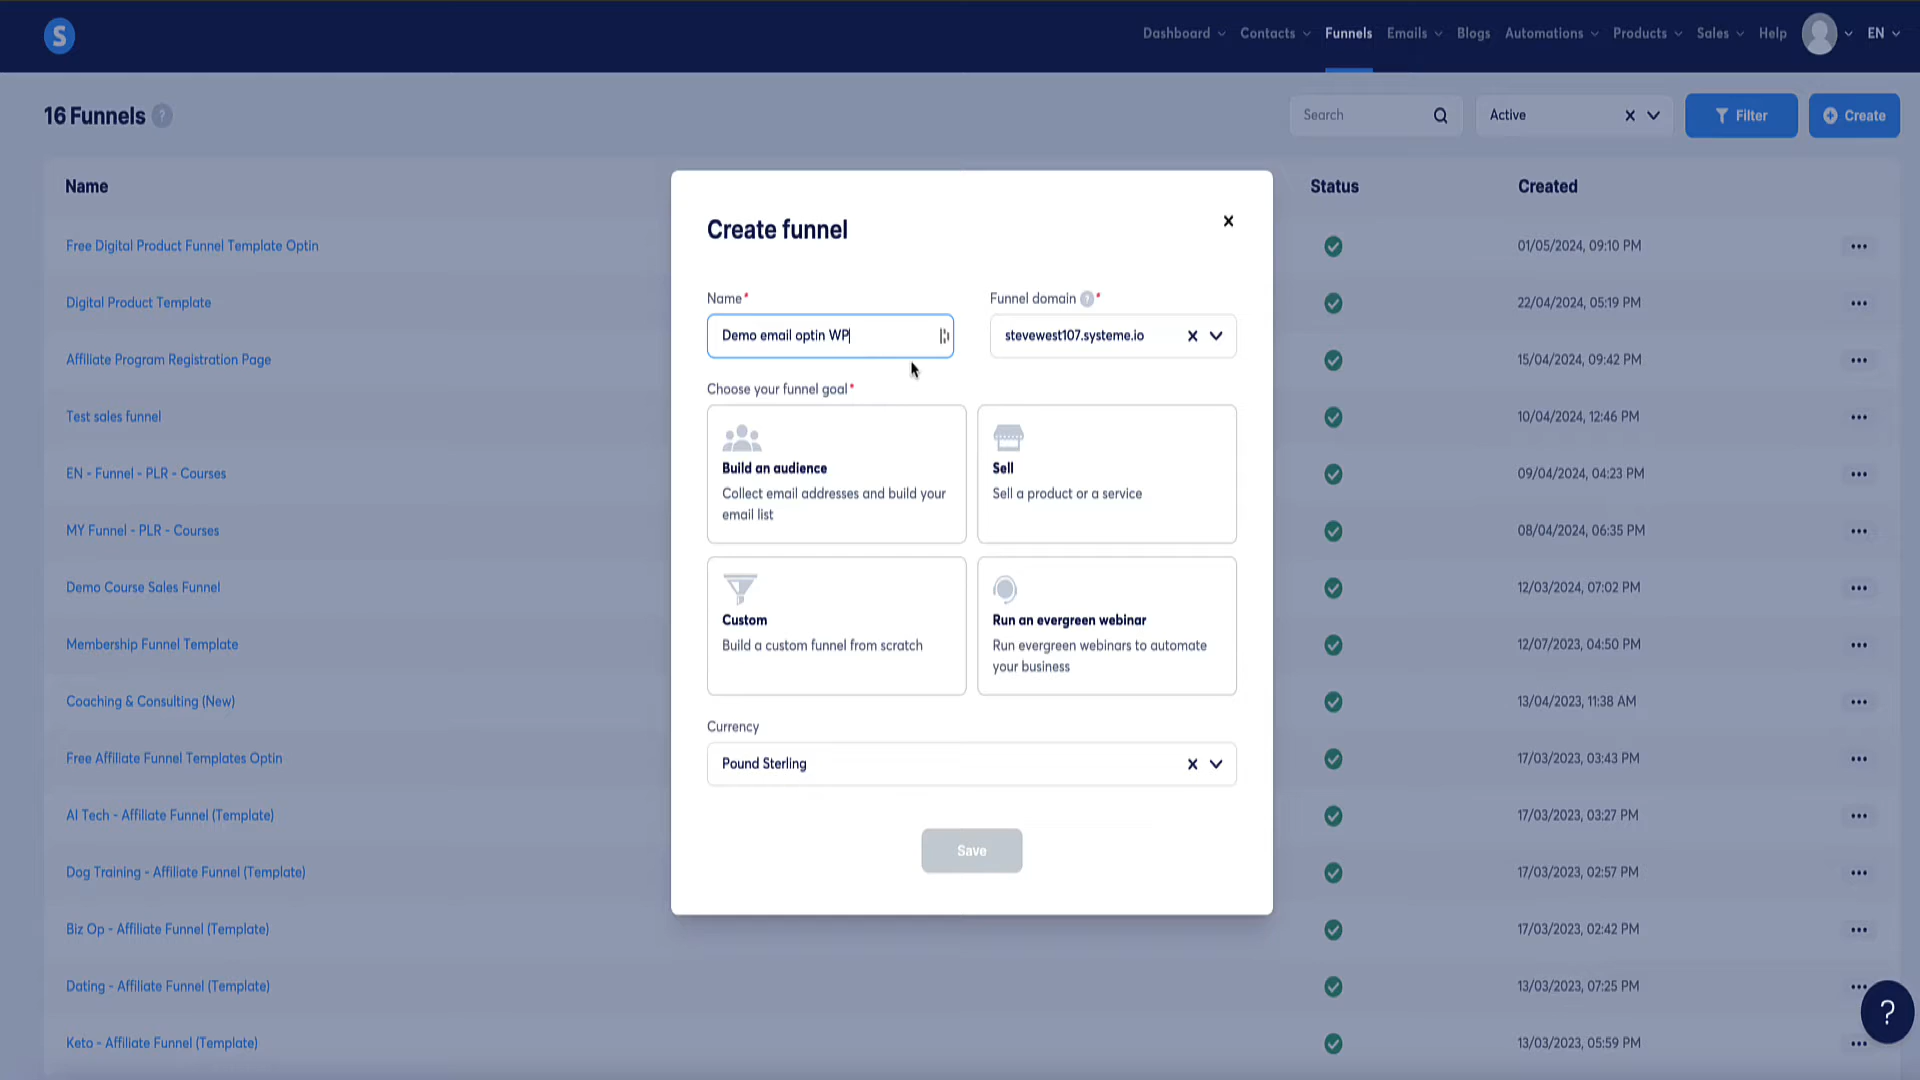 S
Dashboard
Contacts
Funnels
Emails
Blogs
Automations
Products
Sales
Help
EN
16 Funnels ?
Search
Active
Filter
Create
Name
Status
Created
Free Digital Product Funnel Template Optin
01/05/2024, 09:10 PM
Digital Product Template
22/04/2024, 05:19 PM
Affiliate Program Registration Page
15/04/2024, 09:42 PM
Test sales funnel
10/04/2024, 12:46 PM
EN - Funnel - PLR - Courses
09/04/2024, 04:23 PM
MY Funnel - PLR - Courses
08/04/2024, 06:35 PM
Demo Course Sales Funnel
12/03/2024, 07:02 PM
Membership Funnel Template
12/07/2023, 04:50 PM
Coaching & Consulting (New)
13/04/2023, 11:38 AM
Free Affiliate Funnel Templates Optin
17/03/2023, 03:43 PM
AI Tech - Affiliate Funnel (Template)
17/03/2023, 03:27 PM
Dog Training - Affiliate Funnel (Template)
17/03/2023, 02:57 PM
Biz Op - Affiliate Funnel (Template)
17/03/2023, 02:42 PM
Dating - Affiliate Funnel (Template)
13/03/2023, 07:25 PM
Keto - Affiliate Funnel (Template)
13/03/2023, 05:59 PM
Create funnel
Name*
Demo email optin WP
Funnel domain ? *
stevewest107.systeme.io
Choose your funnel goal*
Build an audience
Collect email addresses and build your
email list
Sell
Sell a product or a service
Custom
Build a custom funnel from scratch
Run an evergreen webinar
Run evergreen webinars to automate
your business
Currency
Pound Sterling
Save
?